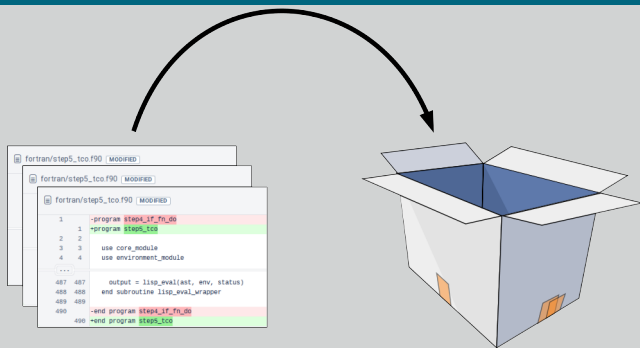 fortran/step5_tco.f90 MODIFIED
fortran/step5_tco.f90 MODIFIED
fortran/step5_tco.f90 MODIFIED
1 -program step4_if_fn_do
1 +program step5_tco
2 2
3 3 use core_module
4 4 use environment_module
...
487 487 output = lisp_eval(ast, env, status)
488 488 end subroutine lisp_eval_wrapper
489 489
490 -end program step4_if_fn_do
490 +end program step5_tco